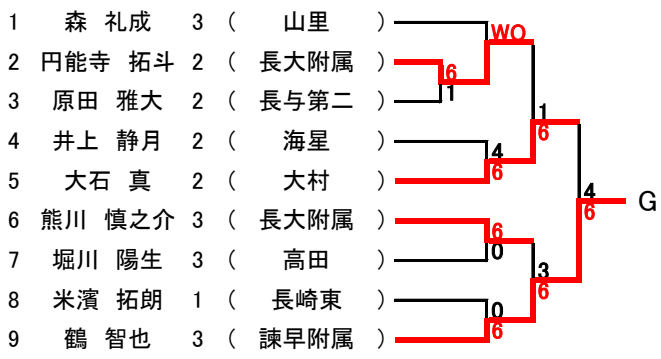 1 森 礼成 3 ( 山里 )
WO
2 円能寺 拓斗 2 ( 長大附属 )
6
1
3 原田 雅大 2 ( 長与第二 )
1
6
4 井上 静月 2 ( 海星 )
4
6
5 大石 真 2 ( 大村 )
4
6
G
6 熊川 慎之介 3 ( 長大附属 )
6
0
7 堀川 陽生 3 ( 高田 )
3
6
8 米濱 拓朗 1 ( 長崎東 )
0
6
9 鶴 智也 3 ( 諫早附属 )